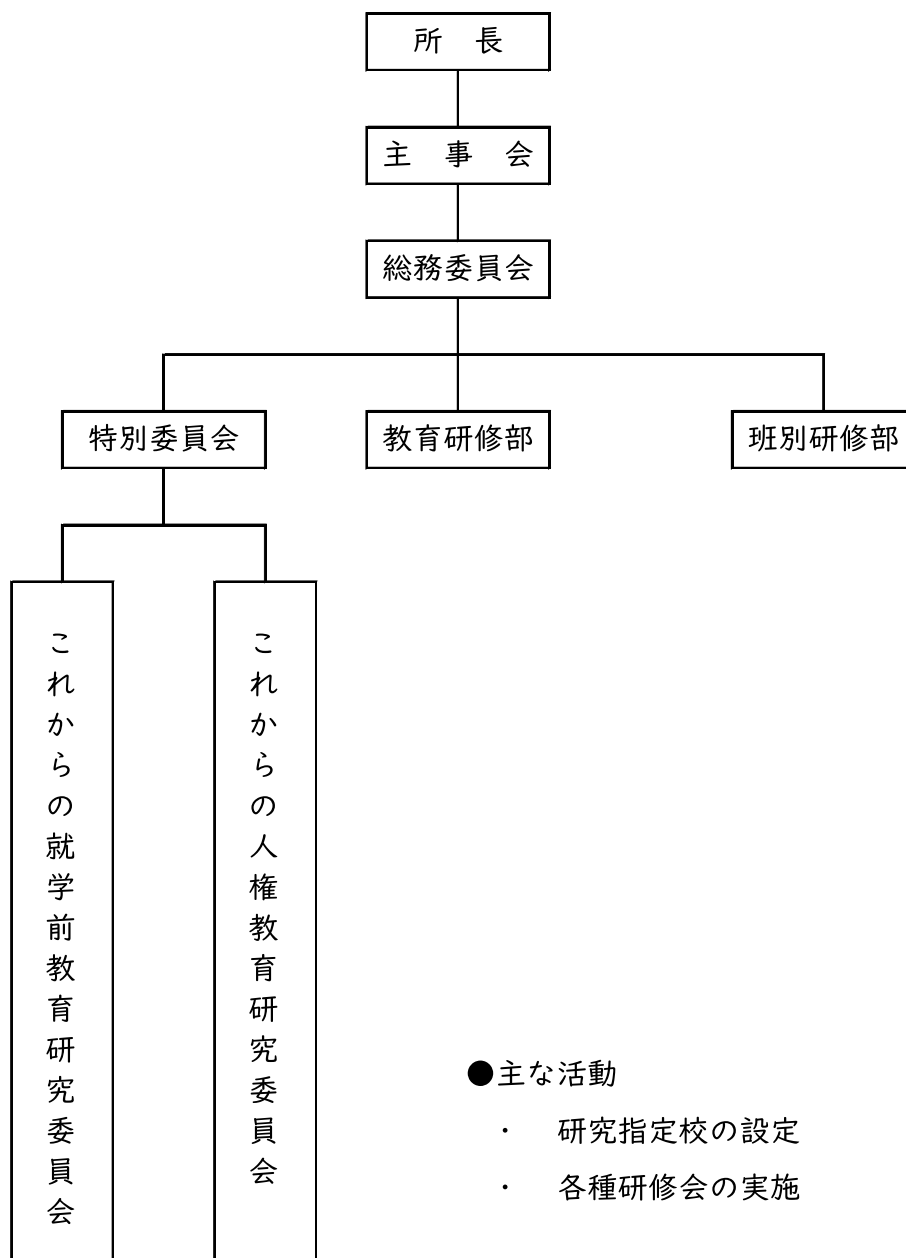 所　長
主　事　会
総務委員会
特別委員会
教育研修部
班別研修部
これからの就学前教育研究委員会
これからの人権教育研究委員会
●主な活動
・　研究指定校の設定
・　各種研修会の実施